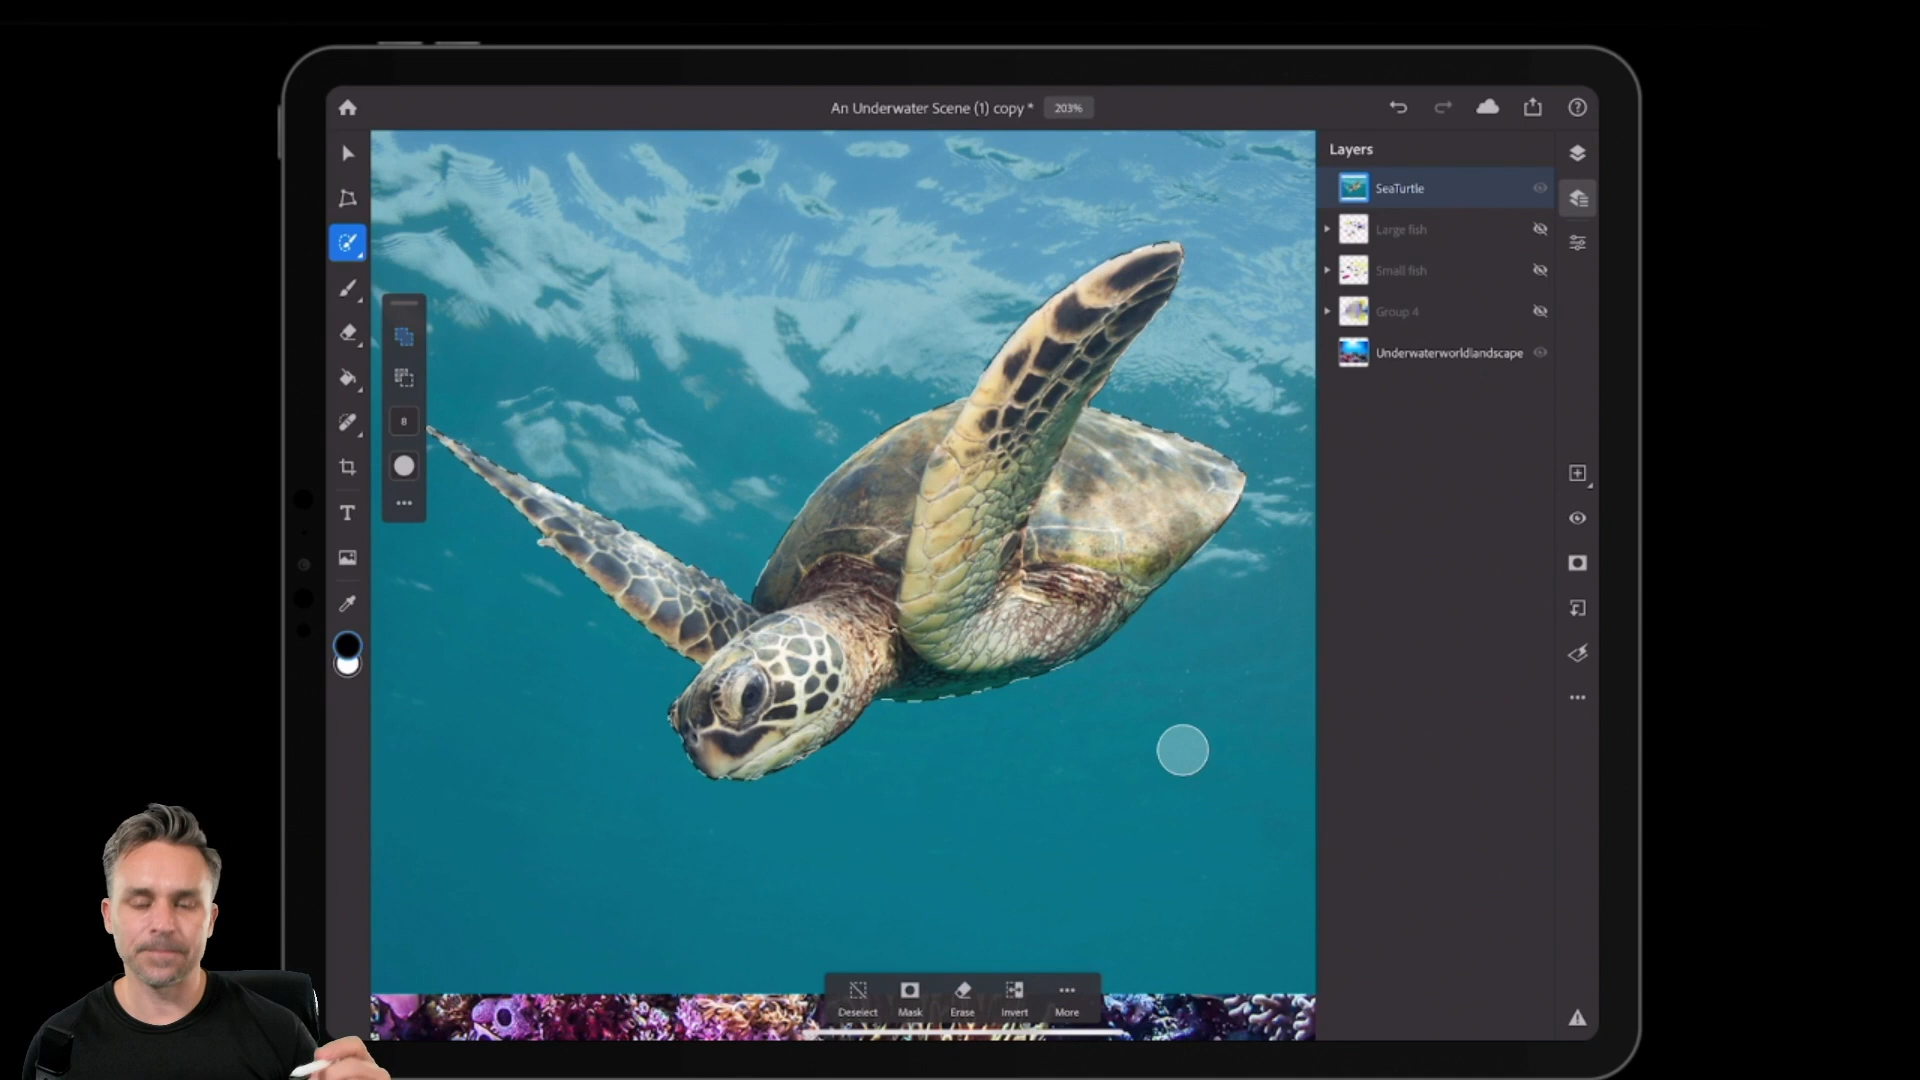 An Underwater Scene (1) copy *
203%
Layers
SeaTurtle
Large fish
Small fish
Group 4
Underwaterworldlandscape
8
T
Deselect
Mask
Erase
Invert
More